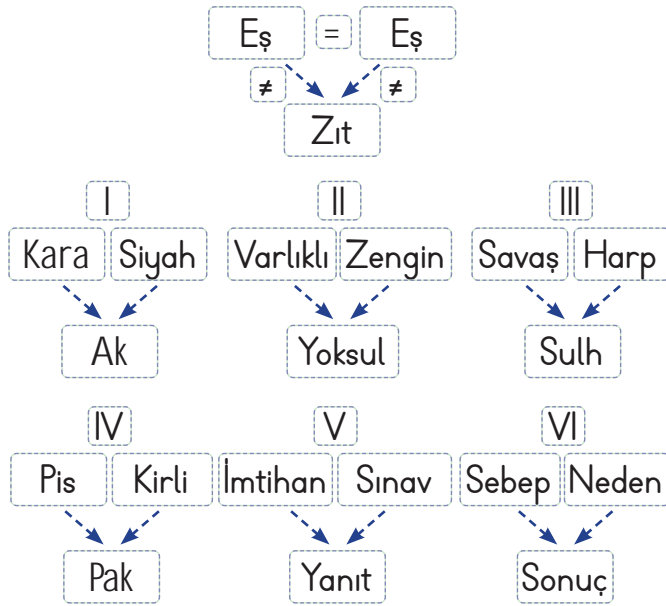 Eş = Eş
≠ ≠
Zıt
I II III
Kara Siyah Varlıklı Zengin Savaş Harp
Ak Yoksul Sulh
IV V VI
Pis Kirli İmtihan Sınav Sebep Neden
Pak Yanıt Sonuç